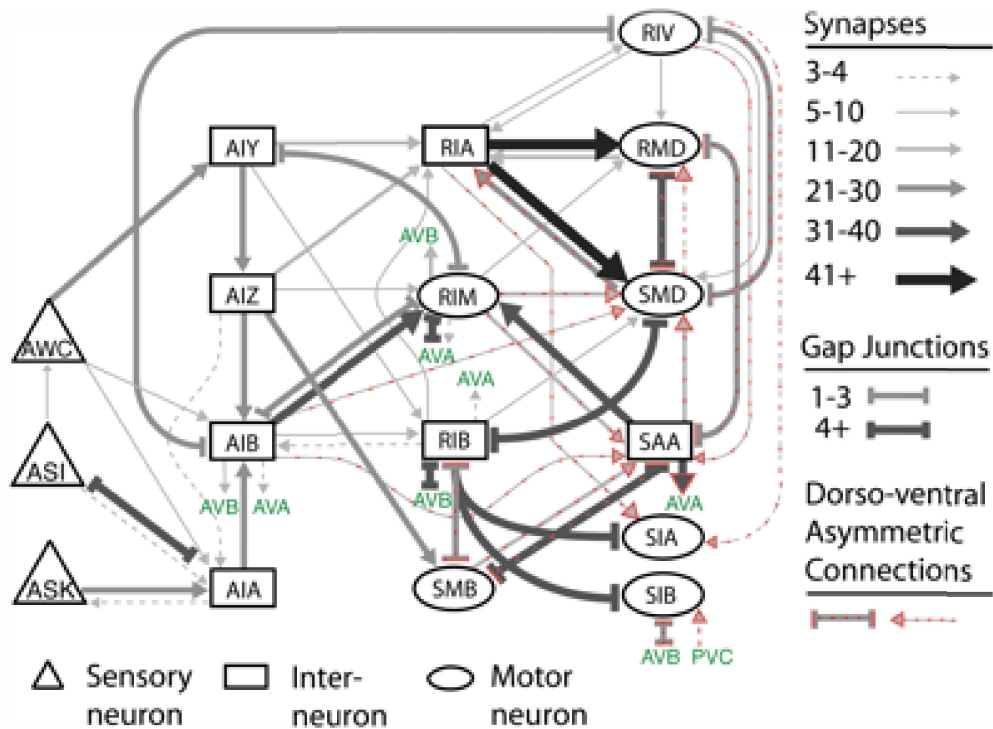 RIV
AIY
RIA
RMD
AVB
AIZ
RIM
SMD
AWC
AVA
AVA
AIB
RIB
SAA
ASI
AVB
AVA
AVB
AVA
SIA
ASK
AIA
SMB
SIB
AVB
PVC
Sensory
neuron
Inter-
neuron
Motor
neuron
Synapses
3-4
5-10
11-20
21-30
31-40
41+
Gap Junctions
1-3
4+
Dorso-ventral
Asymmetric
Connections